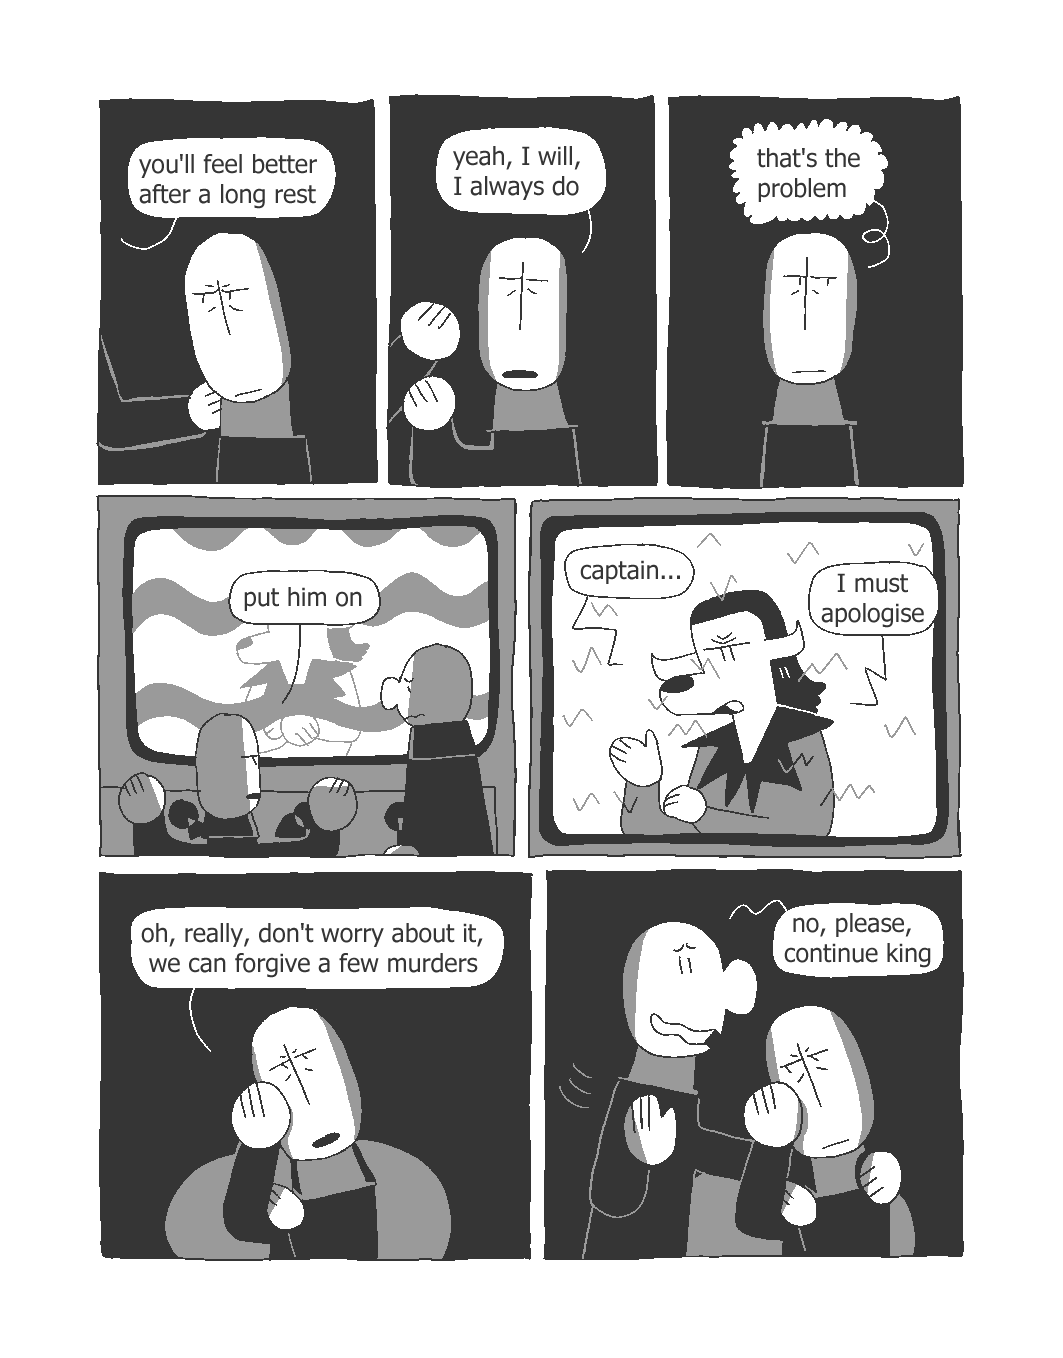 you'll feel better
after a long rest
yeah, I will,
I always do
that's the
problem
put him on
captain...
I must
apologise
oh, really, don't worry about it,
we can forgive a few murders
no, please,
continue king